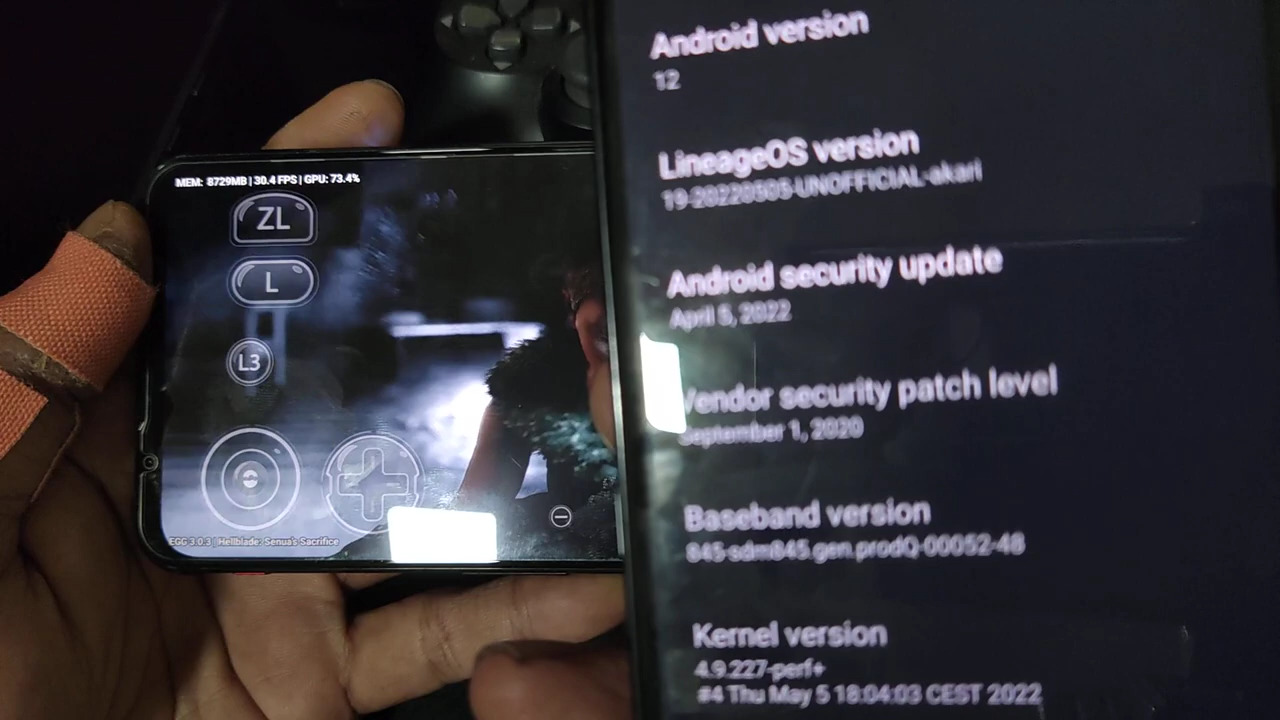 MEM: 8729MB | 30.4 FPS | GPU: 73.4%
ZL
L
L3
EGG 3.0.3 | Hellblade: Senua's Sacrifice
Android version
12
LineageOS version
19-20220505-UNOFFICIAL-akari
Android security update
April 5, 2022
Vendor security patch level
September 1, 2020
Baseband version
845-sdm845.gen.prodQ-00052-48
Kernel version
4.9.227-perf+
#4 Thu May 5 18:04:03 CEST 2022